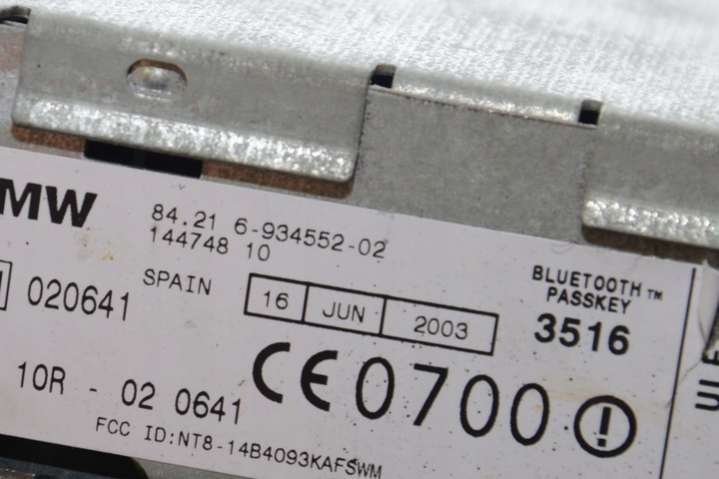 MW
84.21 6-934552-02
144748 10
020641
SPAIN
16 JUN 2003
BLUETOOTH™
PASSKEY
3516
10R - 02 0641
CE0700
FCC ID:NT8-14B4093KAFSWM